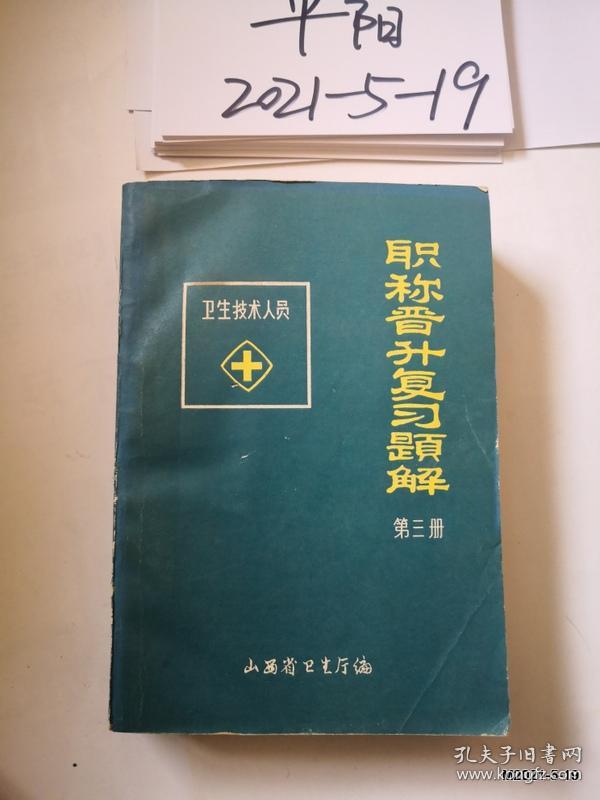 平阳
2021-5-19
卫生技术人员
职称晋升复习题解
第三册
山西省卫生厅编
孔夫子旧书网